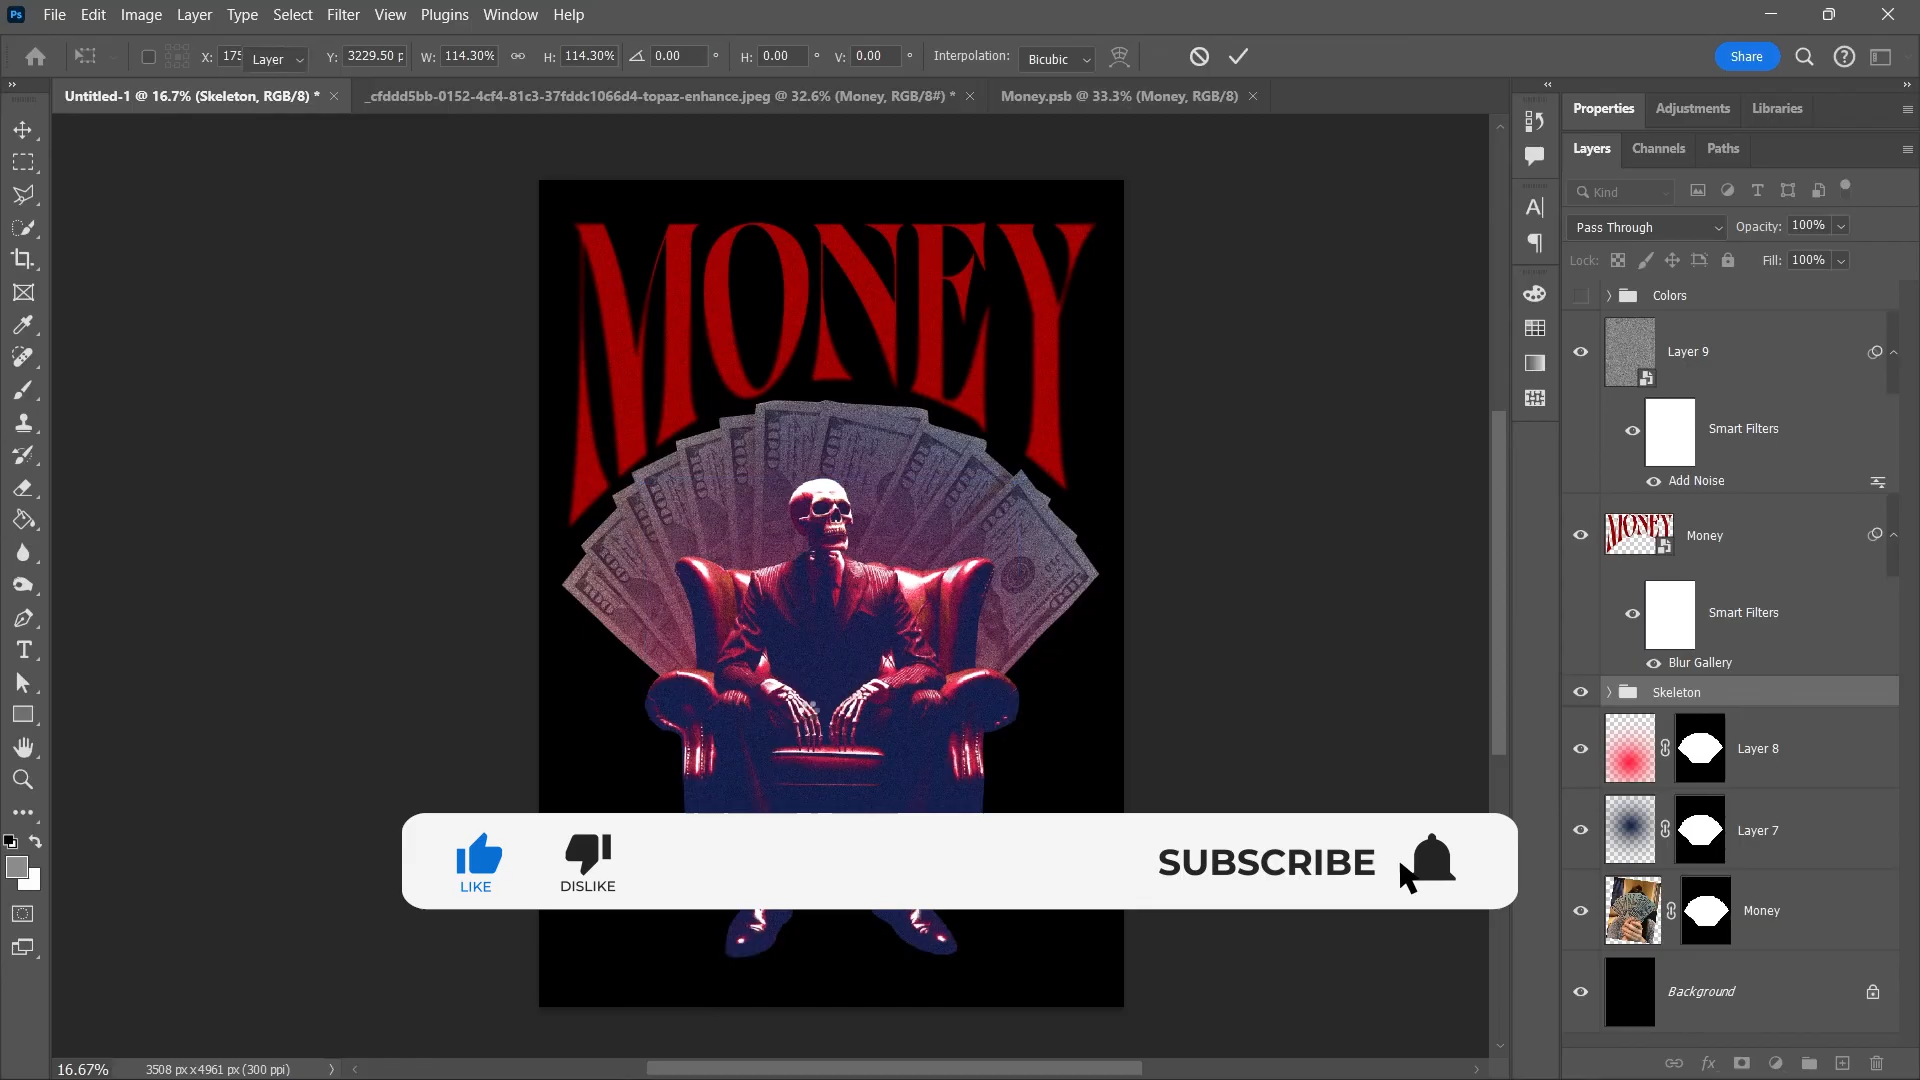 Ps
File Edit Image Layer Type Select Filter View Plugins Window Help
X: 175 Layer Y: 3229.50 p W: 114.30% H: 114.30% 0.00 ° H: 0.00 ° V: 0.00 ° Interpolation: Bicubic Share
Untitled-1 @ 16.7% (Skeleton, RGB/8) * _cfddd5bb-0152-4cf4-81c3-37fddc1066d4-topaz-enhance.jpeg @ 32.6% (Money, RGB/8#) * Money.psb @ 33.3% (Money, RGB/8)
Properties Adjustments Libraries
Layers Channels Paths
Kind
Pass Through Opacity: 100%
Lock: Fill: 100%
Colors
Layer 9
Smart Filters
Add Noise
MONEY
Money
Smart Filters
Blur Gallery
Skeleton
Layer 8
Layer 7
Money
Background
MONEY
100
LIKE
DISLIKE
SUBSCRIBE
16.67% 3508 px x 4961 px (300 ppi)